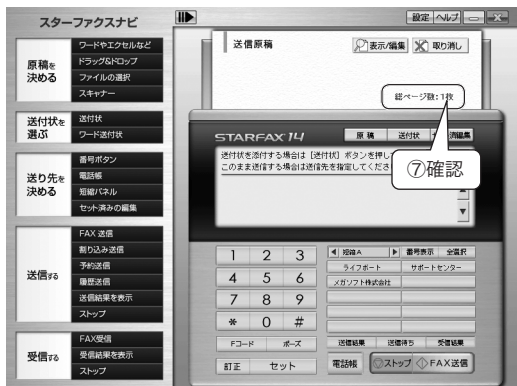 スターファクスナビ
設定 ヘルプ
原稿を
決める
ワードやエクセルなど
ドラッグ&ドロップ
ファイルの選択
スキャナー
送付状を
選ぶ
送付状
ワード送付状
送り先を
決める
番号ボタン
電話帳
短縮パネル
セット済みの編集
送信する
FAX 送信
割り込み送信
予約送信
履歴送信
送信結果を表示
ストップ
受信する
FAX受信
受信結果を表示
ストップ
送信原稿
表示/編集 取り消し
総ページ数:1枚
STARFAX 14
原 稿 送付状 済編集
送付状を添付する場合は [送付状] ボタンを押し
このまま送信する場合は送信先を指定してくださ
⑦確認
1 2 3
4 5 6
7 8 9
* 0 #
Fコード ポーズ
訂正 セット
短縮A 番号表示 全選択
ライフボート サポートセンター
メガソフト株式会社
送信結果 送信待ち 受信結果
電話帳 ストップ FAX送信